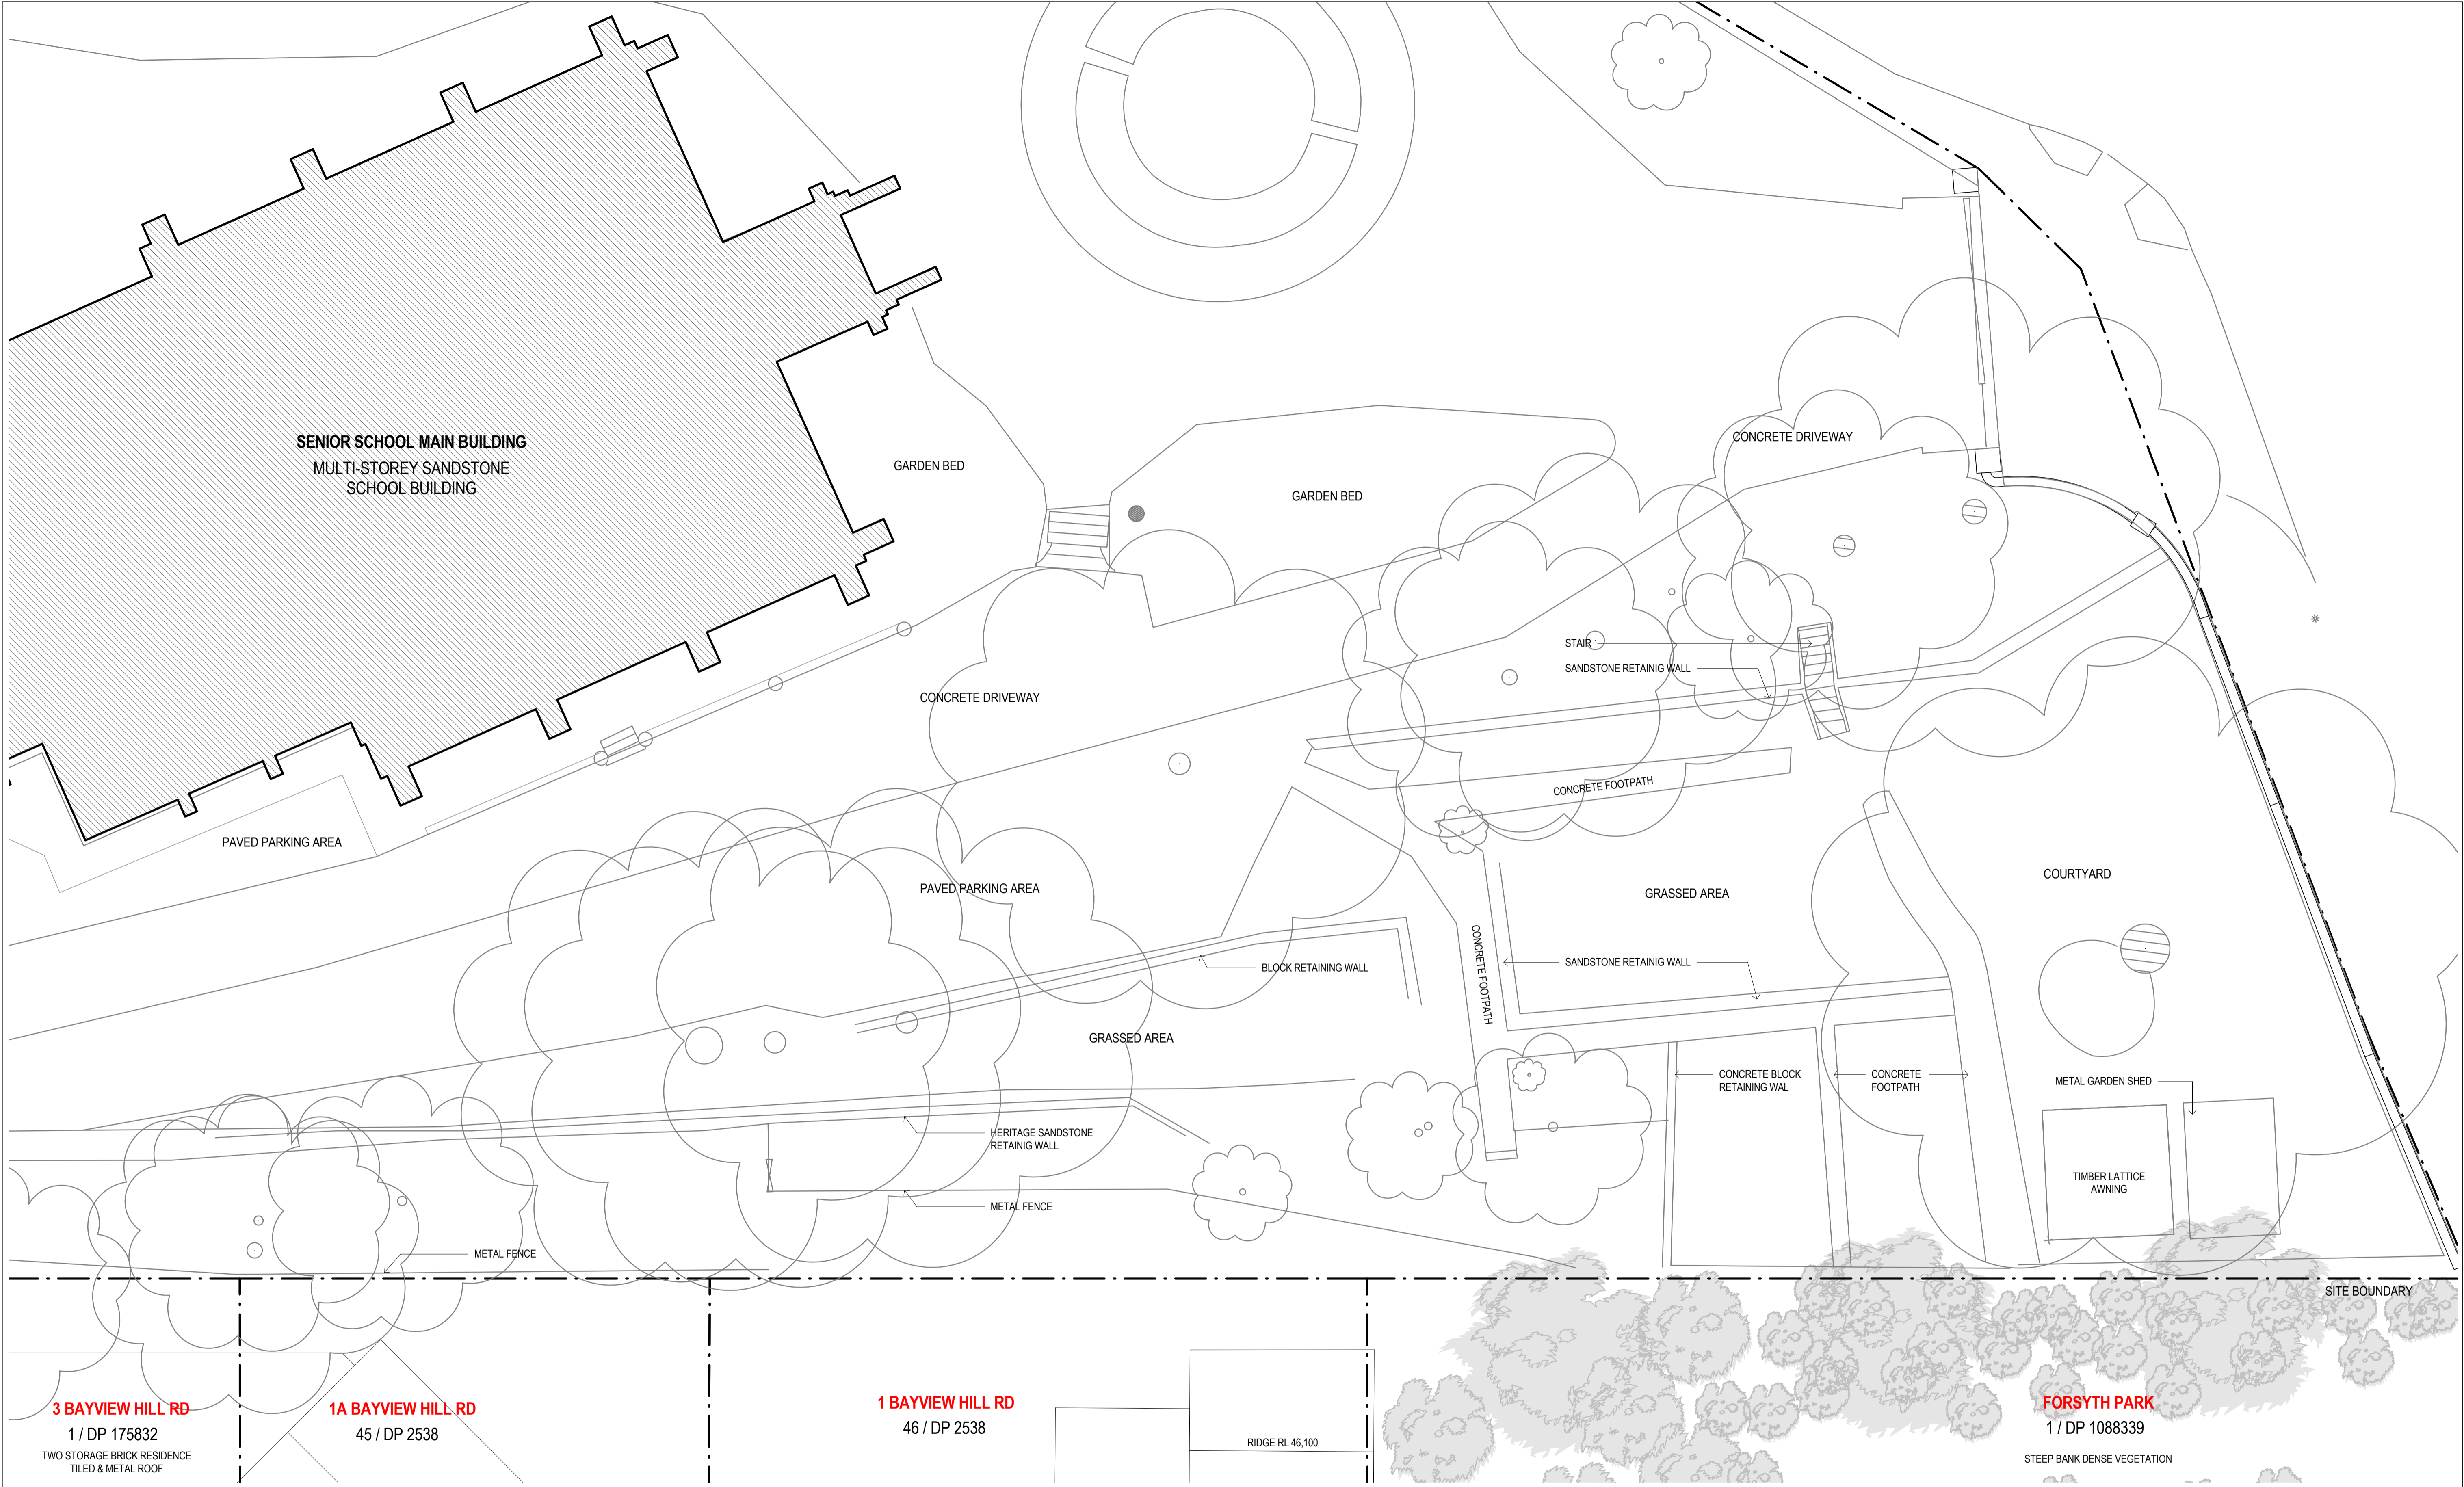 SENIOR SCHOOL MAIN BUILDING
MULTI-STOREY SANDSTONE
SCHOOL BUILDING
GARDEN BED
GARDEN BED
CONCRETE DRIVEWAY
STAIR
SANDSTONE RETAINIG WALL
CONCRETE DRIVEWAY
CONCRETE FOOTPATH
PAVED PARKING AREA
PAVED PARKING AREA
GRASSED AREA
COURTYARD
BLOCK RETAINING WALL
CONCRETE FOOTPATH
SANDSTONE RETAINIG WALL
GRASSED AREA
CONCRETE BLOCK
RETAINING WAL
CONCRETE
FOOTPATH
METAL GARDEN SHED
HERITAGE SANDSTONE
RETAINIG WALL
TIMBER LATTICE
AWNING
METAL FENCE
METAL FENCE
SITE BOUNDARY
3 BAYVIEW HILL RD
1 / DP 175832
TWO STORAGE BRICK RESIDENCE
TILED & METAL ROOF
1A BAYVIEW HILL RD
45 / DP 2538
1 BAYVIEW HILL RD
46 / DP 2538
RIDGE RL 46,100
FORSYTH PARK
1 / DP 1088339
STEEP BANK DENSE VEGETATION